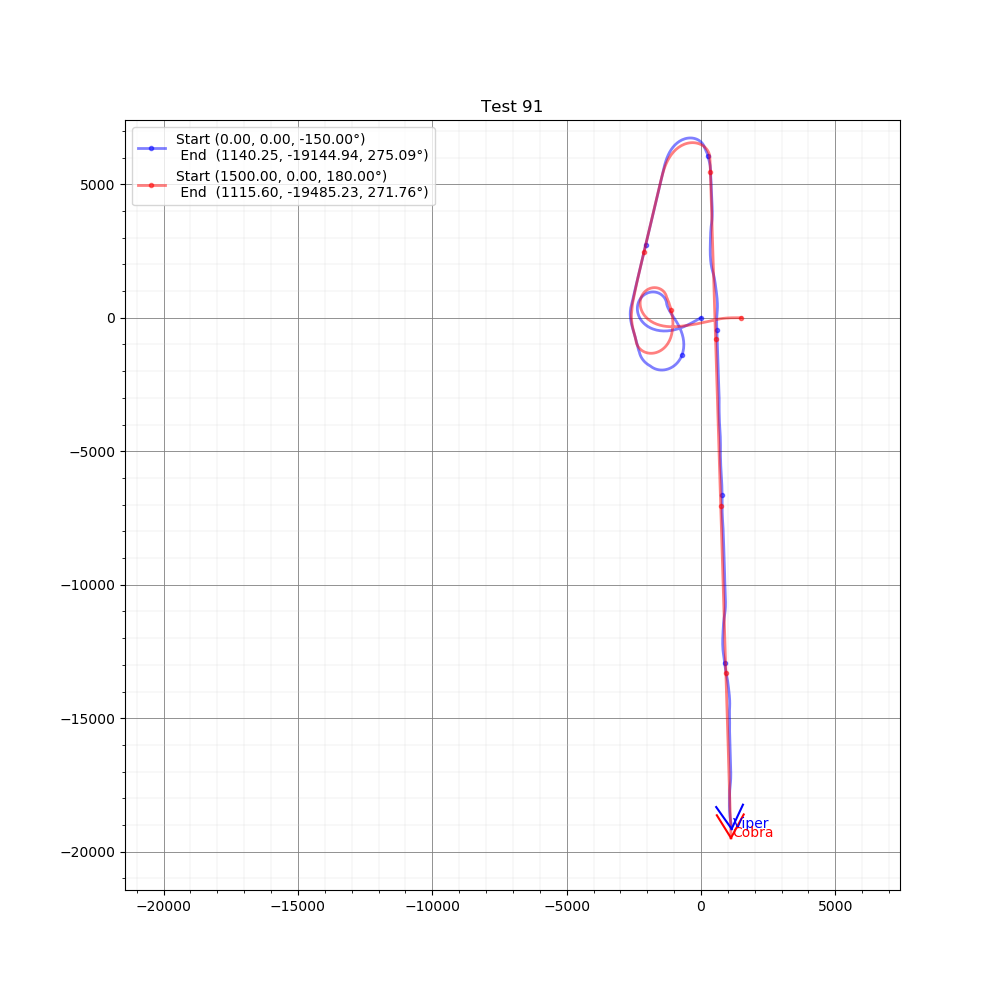 Test 91
Start (0.00, 0.00, -150.00°)
End  (1140.25, -19144.94, 275.09°)
Start (1500.00, 0.00, 180.00°)
End  (1115.60, -19485.23, 271.76°)
5000
0
−5000
−10000
−15000
−20000
Viper
Cobra
−20000 −15000 −10000 −5000 0 5000